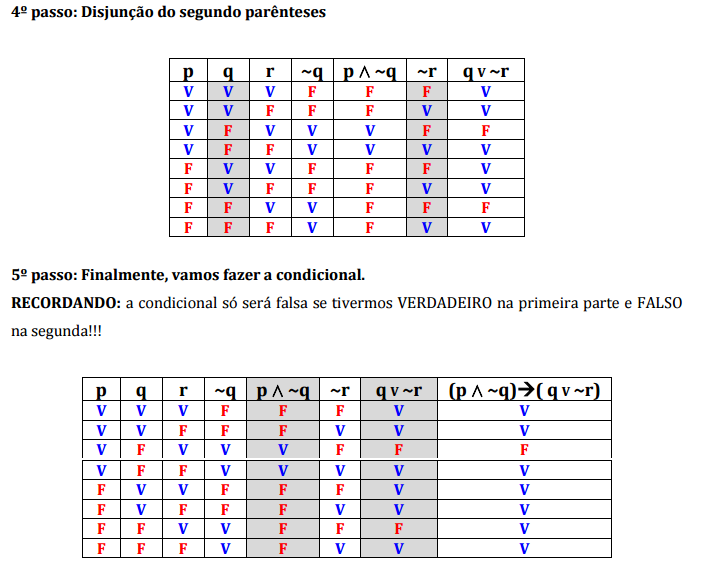 4º passo: Disjunção do segundo parênteses
p q r ~q p ∧ ~q ~r q v ~r
V V V F F F V
V V F F F V V
V F V V V F F
V F F V V V V
F V V F F F V
F V F F F V V
F F V V F F F
F F F V F V V
5º passo: Finalmente, vamos fazer a condicional.
RECORDANDO: a condicional só será falsa se tivermos VERDADEIRO na primeira parte e FALSO
na segunda!!!
p q r ~q p ∧ ~q ~r q v ~r (p ∧ ~q)→( q v ~r)
V V V F F F V V
V V F F F V V V
V F V V V F F F
V F F V V V V V
F V V F F F V V
F V F F F V V V
F F V V F F F V
F F F V F V V V